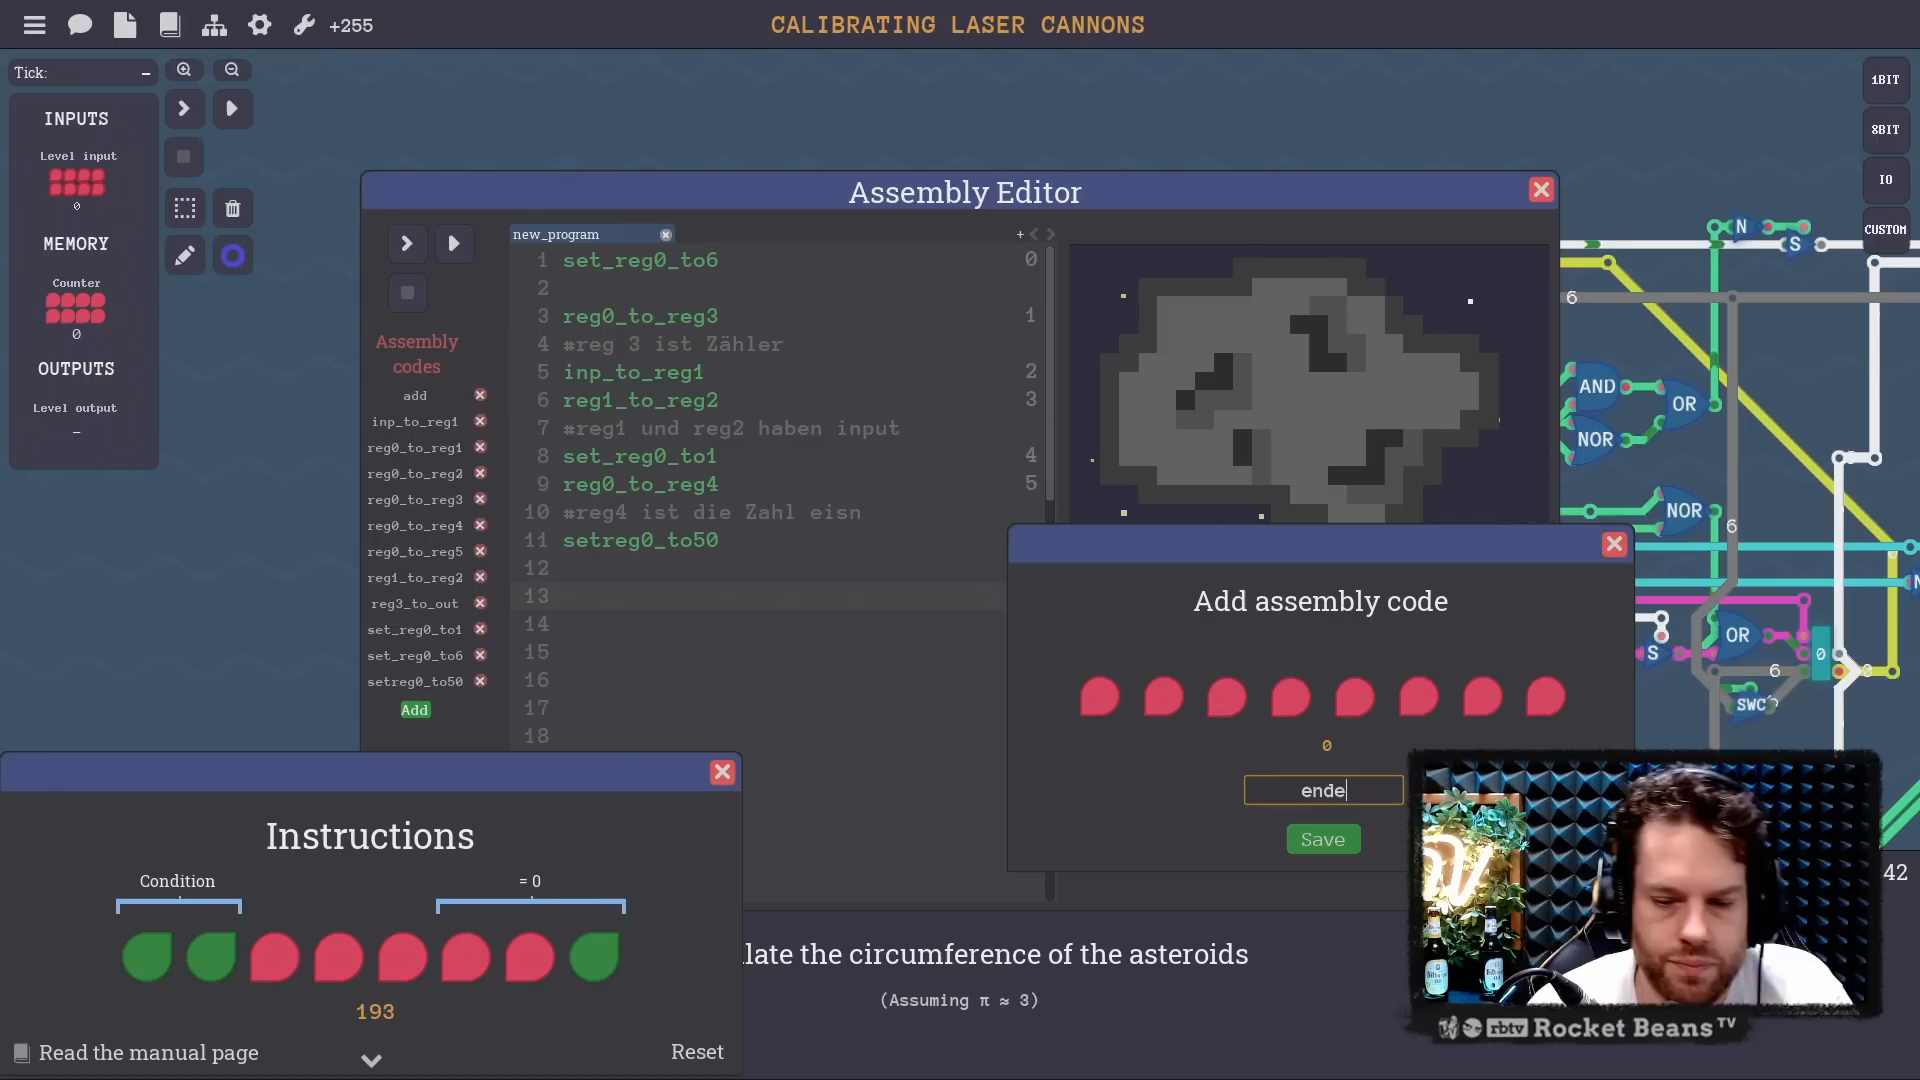 +255
CALIBRATING LASER CANNONS
Tick: –
INPUTS
Level input
0
MEMORY
Counter
0
OUTPUTS
Level output
–
1BIT
8BIT
IO
CUSTOM
Assembly Editor
new_program
+
Assembly
codes
add
inp_to_reg1
reg0_to_reg1
reg0_to_reg2
reg0_to_reg3
reg0_to_reg4
reg0_to_reg5
reg1_to_reg2
reg3_to_out
set_reg0_to1
set_reg0_to6
setreg0_to50
Add
1 set_reg0_to6 0
2
3 reg0_to_reg3 1
4 #reg 3 ist Zähler
5 inp_to_reg1 2
6 reg1_to_reg2 3
7 #reg1 und reg2 haben input
8 set_reg0_to1 4
9 reg0_to_reg4 5
10 #reg4 ist die Zahl eisn
11 setreg0_to50
12
13
14
15
16
17
18
N
S
6
AND
OR
NOR
NOR
6
OR
S
0
6
SWC
42
Add assembly code
0
ende
Save
Instructions
Condition
= 0
193
Read the manual page
Reset
late the circumference of the asteroids
(Assuming π ≈ 3)
rbtv Rocket Beans TV